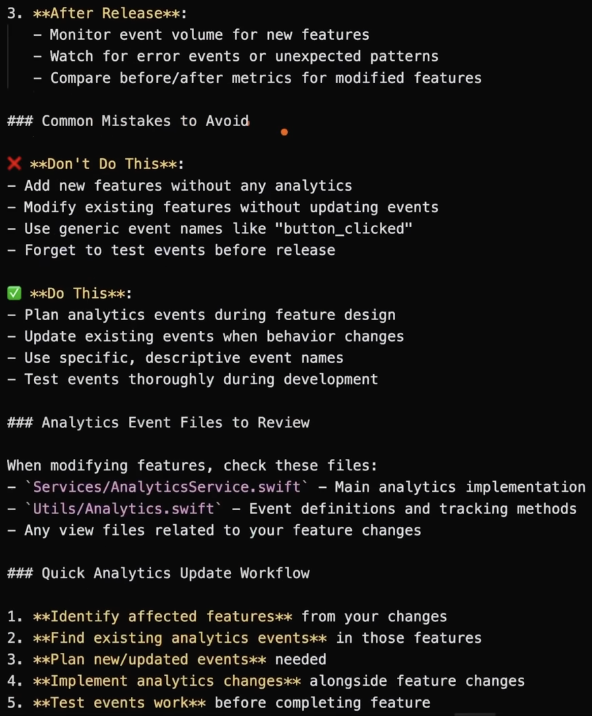 3. **After Release**:
   - Monitor event volume for new features
   - Watch for error events or unexpected patterns
   - Compare before/after metrics for modified features
### Common Mistakes to Avoid
❌ **Don't Do This**:
- Add new features without any analytics
- Modify existing features without updating events
- Use generic event names like "button_clicked"
- Forget to test events before release
✅ **Do This**:
- Plan analytics events during feature design
- Update existing events when behavior changes
- Use specific, descriptive event names
- Test events thoroughly during development
### Analytics Event Files to Review
When modifying features, check these files:
- `Services/AnalyticsService.swift` - Main analytics implementation
- `Utils/Analytics.swift` - Event definitions and tracking methods
- Any view files related to your feature changes
### Quick Analytics Update Workflow
1. **Identify affected features** from your changes
2. **Find existing analytics events** in those features
3. **Plan new/updated events** needed
4. **Implement analytics changes** alongside feature changes
5. **Test events work** before completing feature